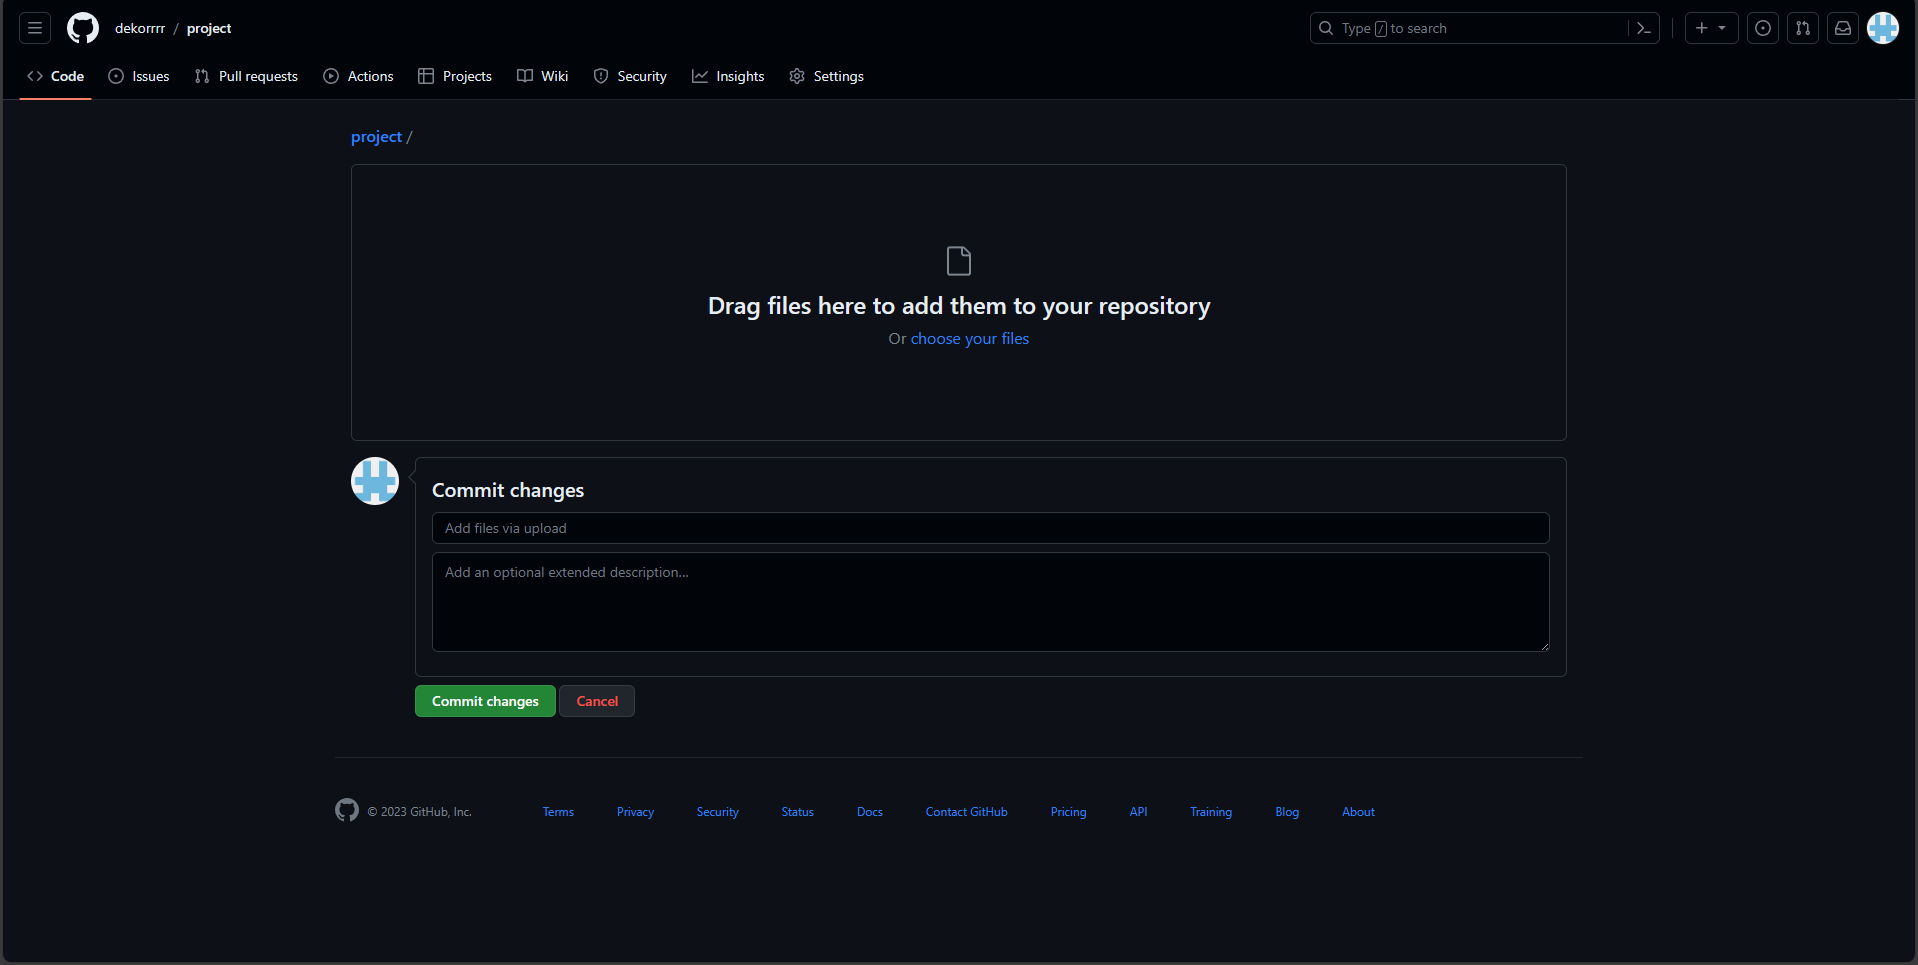 dekorrrr / project
Type / to search
Code Issues Pull requests Actions Projects Wiki Security Insights Settings
project /
Drag files here to add them to your repository
Or choose your files
Commit changes
Add files via upload
Add an optional extended description...
Commit changes Cancel
© 2023 GitHub, Inc. Terms Privacy Security Status Docs Contact GitHub Pricing API Training Blog About